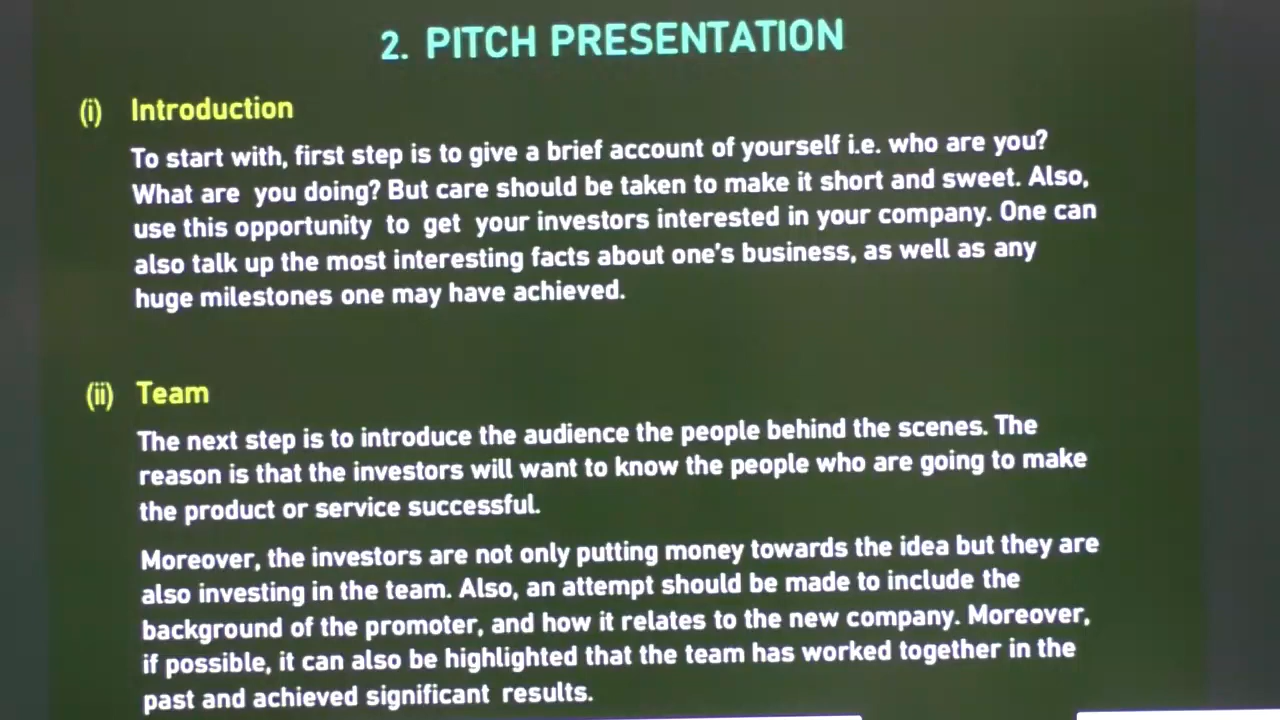 2. PITCH PRESENTATION
(i) Introduction
To start with, first step is to give a brief account of yourself i.e. who are you?
What are you doing? But care should be taken to make it short and sweet. Also,
use this opportunity to get your investors interested in your company. One can
also talk up the most interesting facts about one's business, as well as any
huge milestones one may have achieved.
(ii) Team
The next step is to introduce the audience the people behind the scenes. The
reason is that the investors will want to know the people who are going to make
the product or service successful.
Moreover, the investors are not only putting money towards the idea but they are
also investing in the team. Also, an attempt should be made to include the
background of the promoter, and how it relates to the new company. Moreover,
if possible, it can also be highlighted that the team has worked together in the
past and achieved significant results.